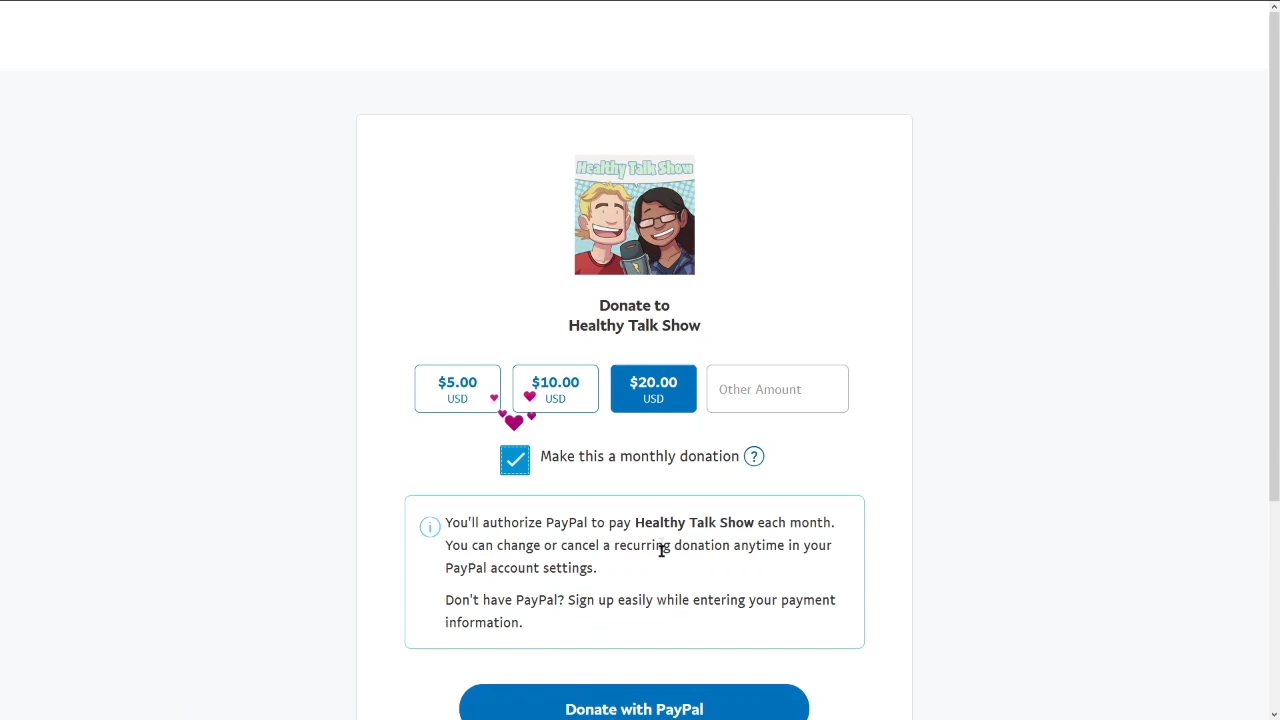 Healthy Talk Show
Donate to
Healthy Talk Show
$5.00
USD
$10.00
USD
$20.00
USD
Other Amount
Make this a monthly donation ?
You'll authorize PayPal to pay Healthy Talk Show each month.
You can change or cancel a recurring donation anytime in your
PayPal account settings.
Don't have PayPal? Sign up easily while entering your payment
information.
Donate with PayPal